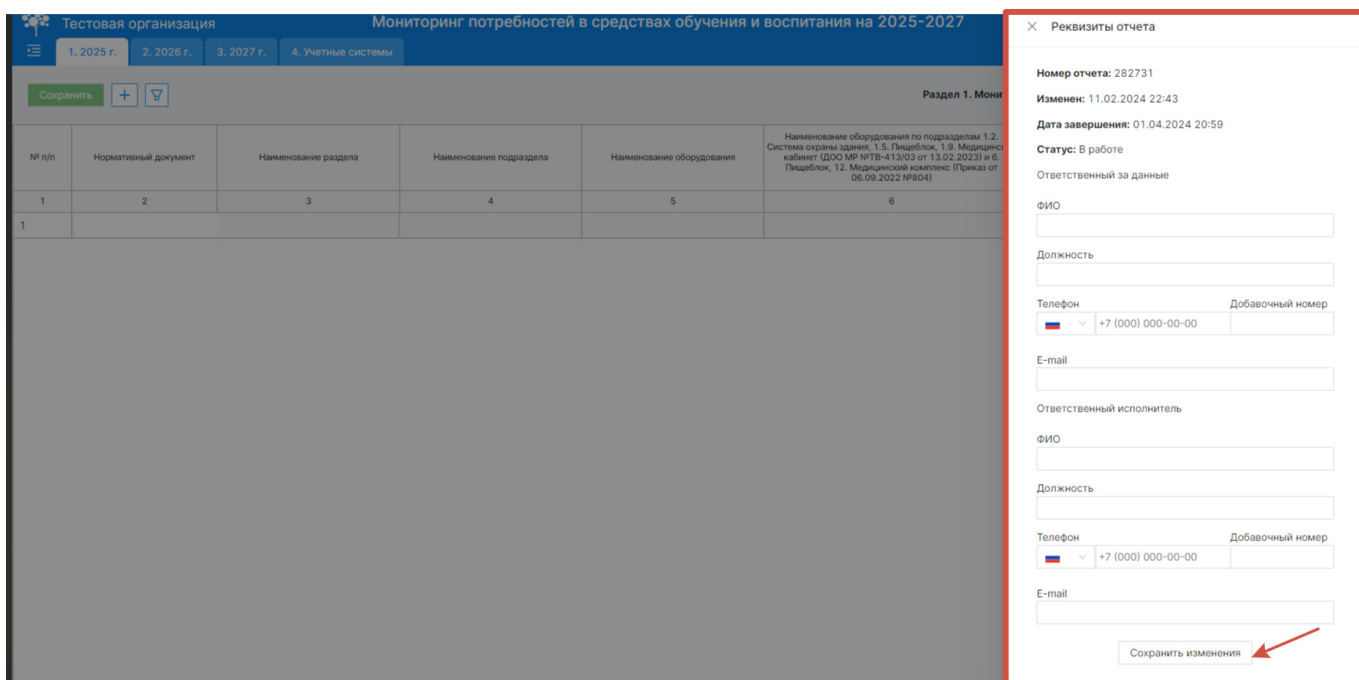 Тестовая организация
Мониторинг потребностей в средствах обучения и воспитания на 2025-2027
1. 2025 г.
2. 2026 г.
3. 2027 г.
4. Учетные системы
Сохранить
Раздел 1. Мони
№ п/п
Нормативный документ
Наименование раздела
Наименование подраздела
Наименование оборудования
Наименование оборудования по подразделам 1.2.
Система охраны здания, 1.5. Пищеблок, 1.9. Медицинс
кабинет (ДОО МР №ТВ-413/03 от 13.02.2023) и 6.
Пищеблок, 12. Медицинский комплекс (Приказ от
06.09.2022 №804)
1
2
3
4
5
6
1
Реквизиты отчета
Номер отчета: 282731
Изменен: 11.02.2024 22:43
Дата завершения: 01.04.2024 20:59
Статус: В работе
Ответственный за данные
ФИО
Должность
Телефон
Добавочный номер
+7 (000) 000-00-00
E-mail
Ответственный исполнитель
ФИО
Должность
Телефон
Добавочный номер
+7 (000) 000-00-00
E-mail
Сохранить изменения